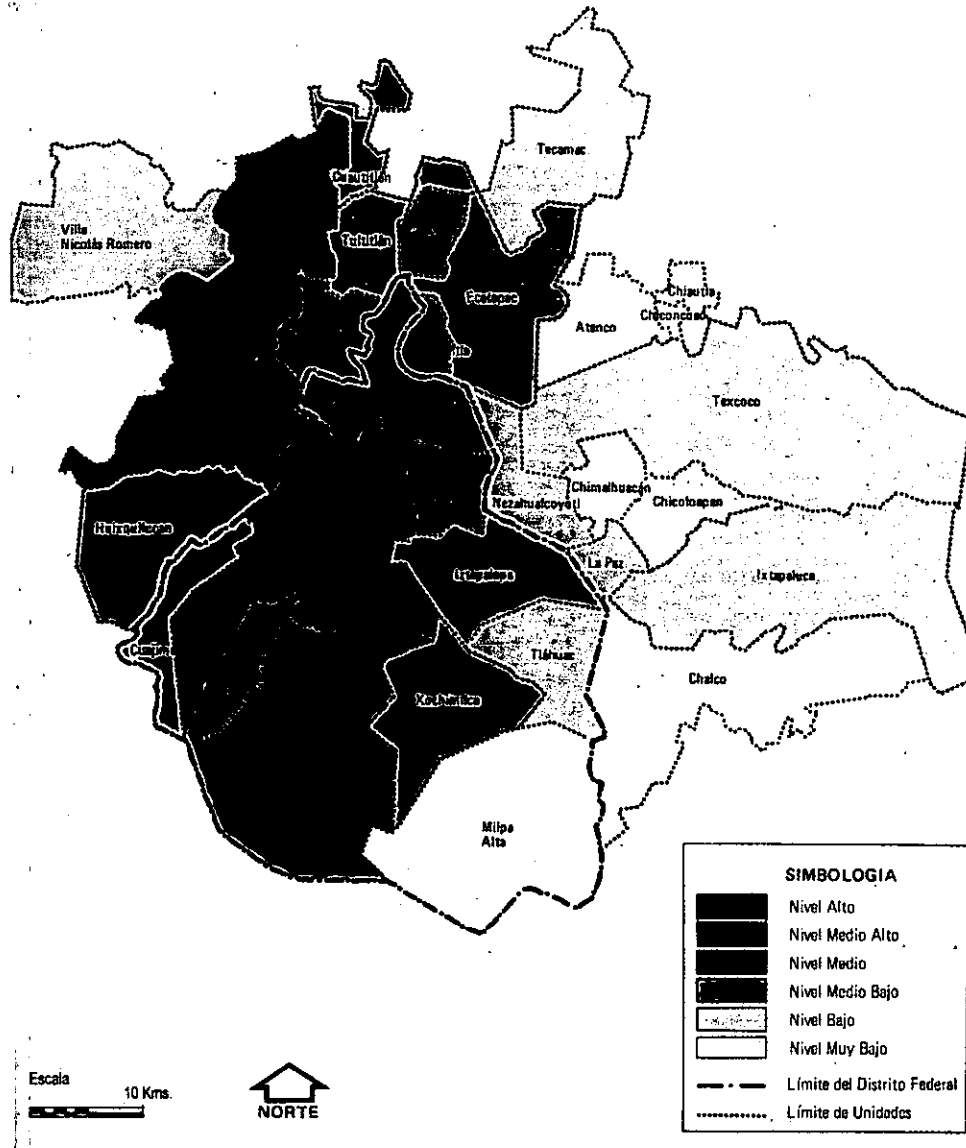 Tecamac
Cuautitlán
Villa
Nicolás Romero
Tultitlán
Ecatepec
Chiautla
Chiconcuac
Atenco
Texcoco
Chimalhuacán
Nezahualcoyotl
Chicoloapan
Huixquilucan
La Paz
Iztapalapa
Ixtapaluca
Tláhuac
Chalco
Xochimilco
Milpa
Alta
SIMBOLOGIA
Nivel Alto
Nivel Medio Alto
Nivel Medio
Nivel Medio Bajo
Nivel Bajo
Nivel Muy Bajo
Límite del Distrito Federal
Límite de Unidades
Escala
10 Kms.
NORTE